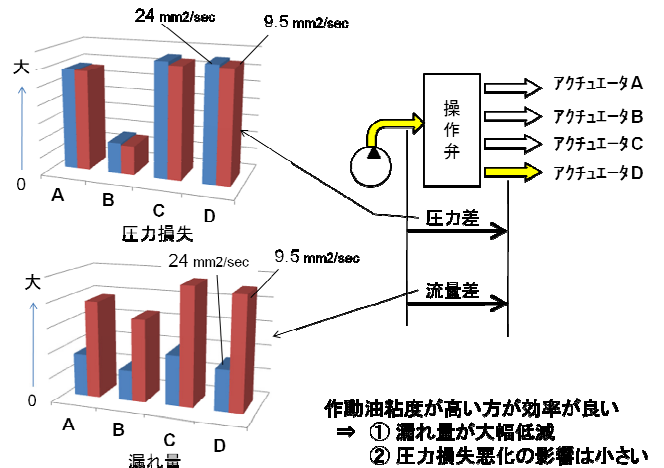 24 mm2/sec
9.5 mm2/sec
大
0
A
B
C
D
圧力損失
操作弁
アクチュエータA
アクチュエータB
アクチュエータC
アクチュエータD
圧力差
流量差
24 mm2/sec
9.5 mm2/sec
大
0
A
B
C
D
漏れ量
作動油粘度が高い方が効率が良い
⇒ ① 漏れ量が大幅低減
② 圧力損失悪化の影響は小さい